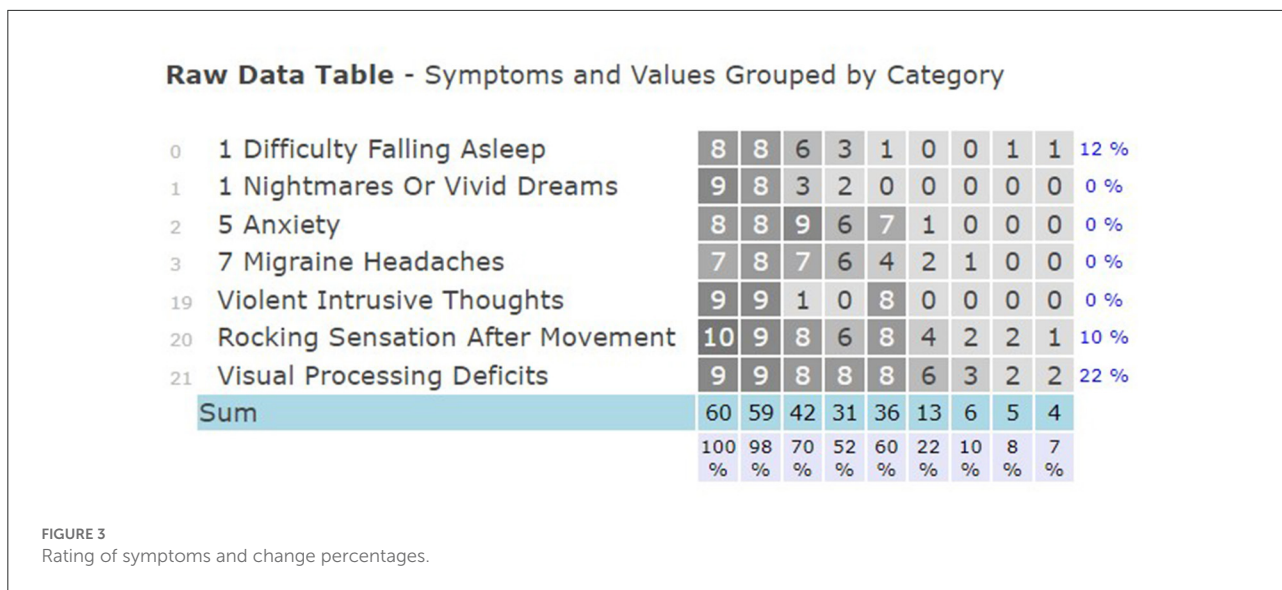 Raw Data Table - Symptoms and Values Grouped by Category
0 1 Difficulty Falling Asleep 8 8 6 3 1 0 0 1 1 12 %
1 1 Nightmares Or Vivid Dreams 9 8 3 2 0 0 0 0 0 0 %
2 5 Anxiety 8 8 9 6 7 1 0 0 0 0 %
3 7 Migraine Headaches 7 8 7 6 4 2 1 0 0 0 %
19 Violent Intrusive Thoughts 9 9 1 0 8 0 0 0 0 0 %
20 Rocking Sensation After Movement 10 9 8 6 8 4 2 2 1 10 %
21 Visual Processing Deficits 9 9 8 8 8 6 3 2 2 22 %
Sum 60 59 42 31 36 13 6 5 4
100 98 70 52 60 22 10 8 7
% % % % % % % % %
FIGURE 3
Rating of symptoms and change percentages.